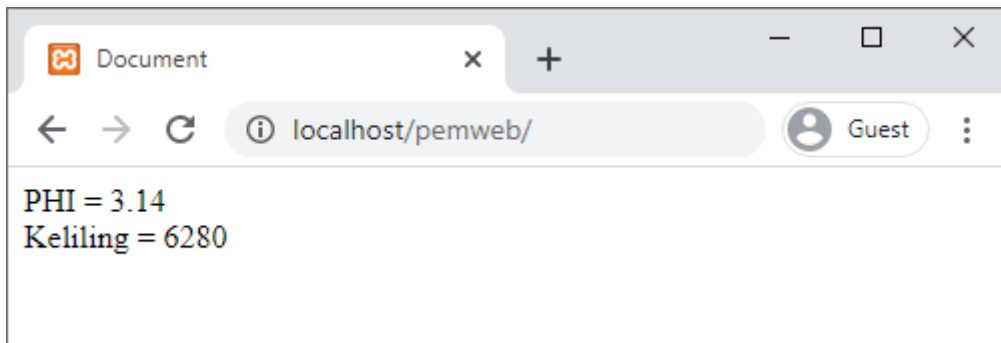 Document
localhost/pemweb/
Guest
PHI = 3.14
Keliling = 6280